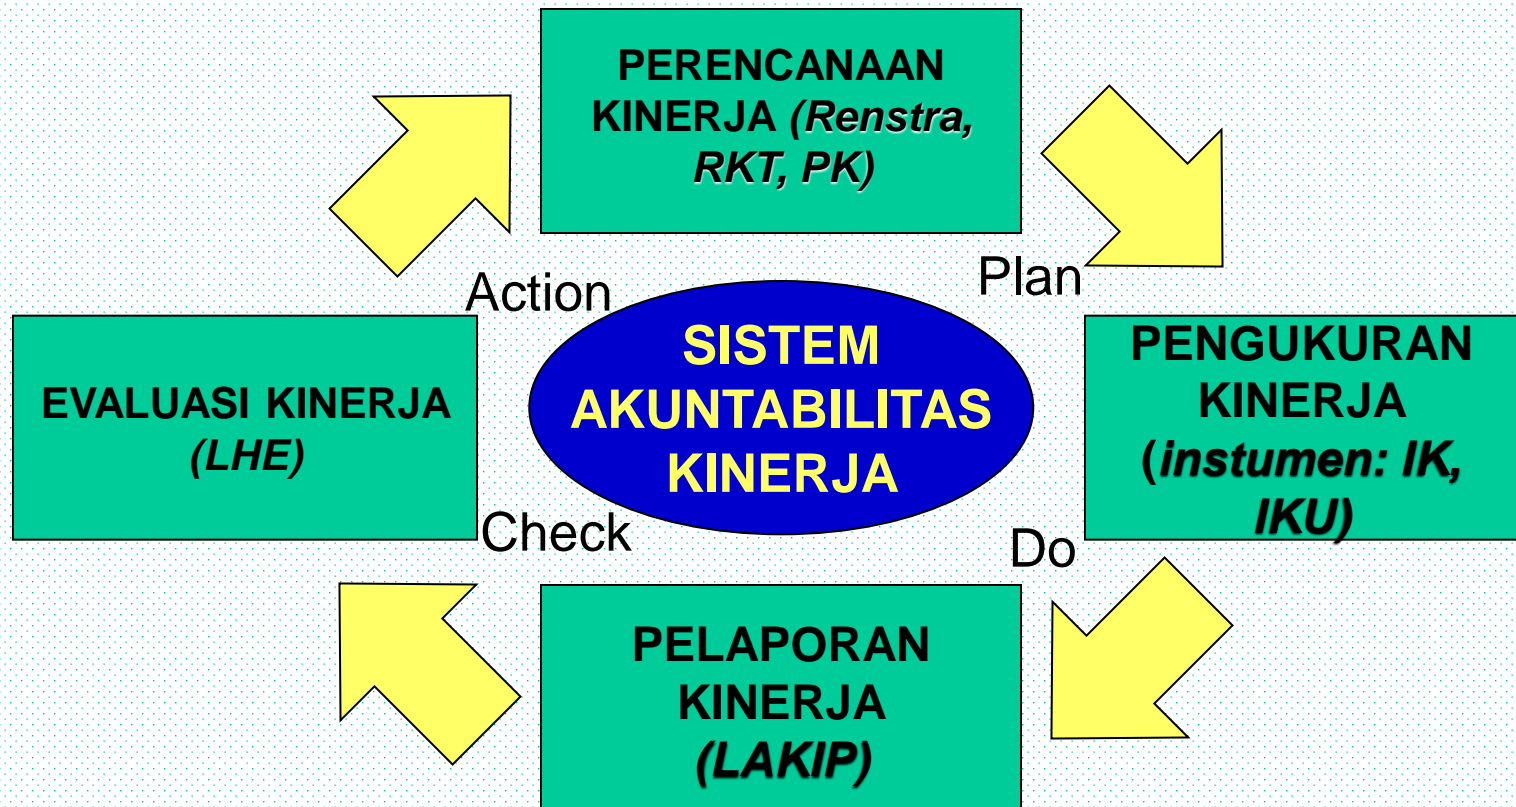 PERENCANAAN
KINERJA (Renstra,
RKT, PK)
Action
Plan
SISTEM
AKUNTABILITAS
KINERJA
EVALUASI KINERJA
(LHE)
PENGUKURAN
KINERJA
(instumen: IK,
IKU)
Check
Do
PELAPORAN
KINERJA
(LAKIP)